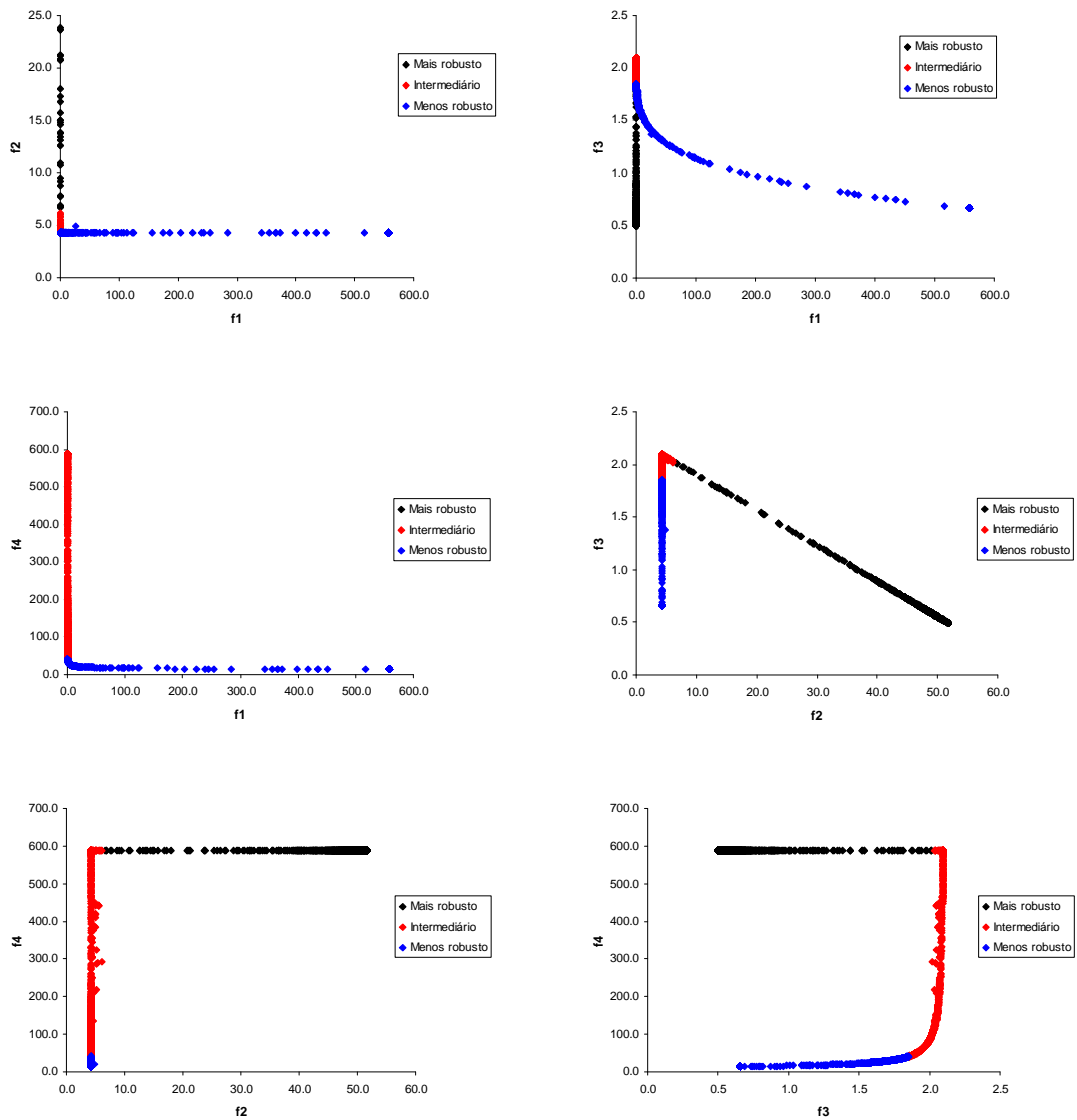 25.0
20.0
15.0
10.0
5.0
0.0
0.0 100.0 200.0 300.0 400.0 500.0 600.0
f2
f1
Mais robusto
Intermediário
Menos robusto
2.5
2.0
1.5
1.0
0.5
0.0
0.0 100.0 200.0 300.0 400.0 500.0 600.0
f3
f1
Mais robusto
Intermediário
Menos robusto
700.0
600.0
500.0
400.0
300.0
200.0
100.0
0.0
0.0 100.0 200.0 300.0 400.0 500.0 600.0
f4
f1
Mais robusto
Intermediário
Menos robusto
2.5
2.0
1.5
1.0
0.5
0.0
0.0 10.0 20.0 30.0 40.0 50.0 60.0
f3
f2
Mais robusto
Intermediário
Menos robusto
700.0
600.0
500.0
400.0
300.0
200.0
100.0
0.0
0.0 10.0 20.0 30.0 40.0 50.0 60.0
f4
f2
Mais robusto
Intermediário
Menos robusto
700.0
600.0
500.0
400.0
300.0
200.0
100.0
0.0
0.0 0.5 1.0 1.5 2.0 2.5
f4
f3
Mais robusto
Intermediário
Menos robusto